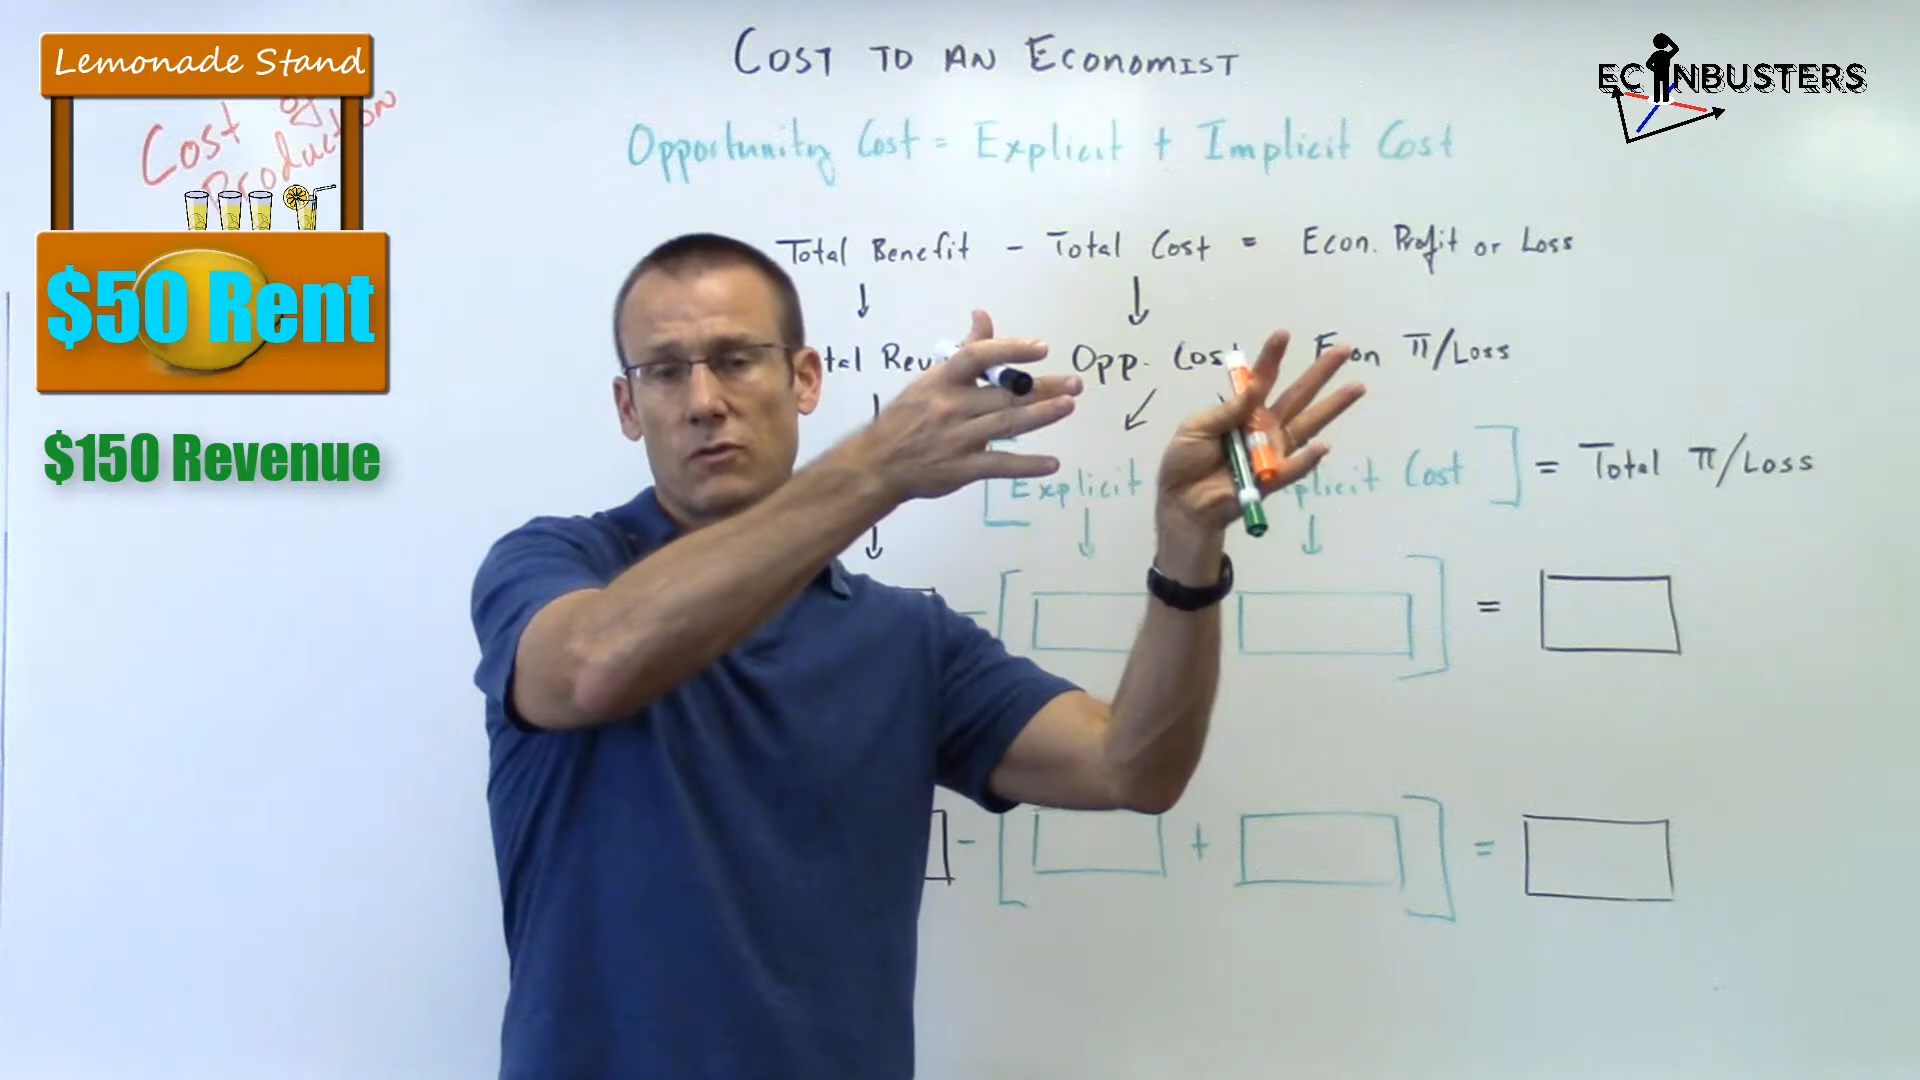 Lemonade Stand
Cost of
Production
$50 Rent
$150 Revenue
COST TO AN ECONOMIST
ECONBUSTERS
Opportunity Cost = Explicit + Implicit Cost
Total Benefit - Total Cost = Econ. Profit or Loss
Opp. Cost Econ π/Loss
[Explicit Cost ] = Total π/Loss
- [ ] =
- [ + ] =